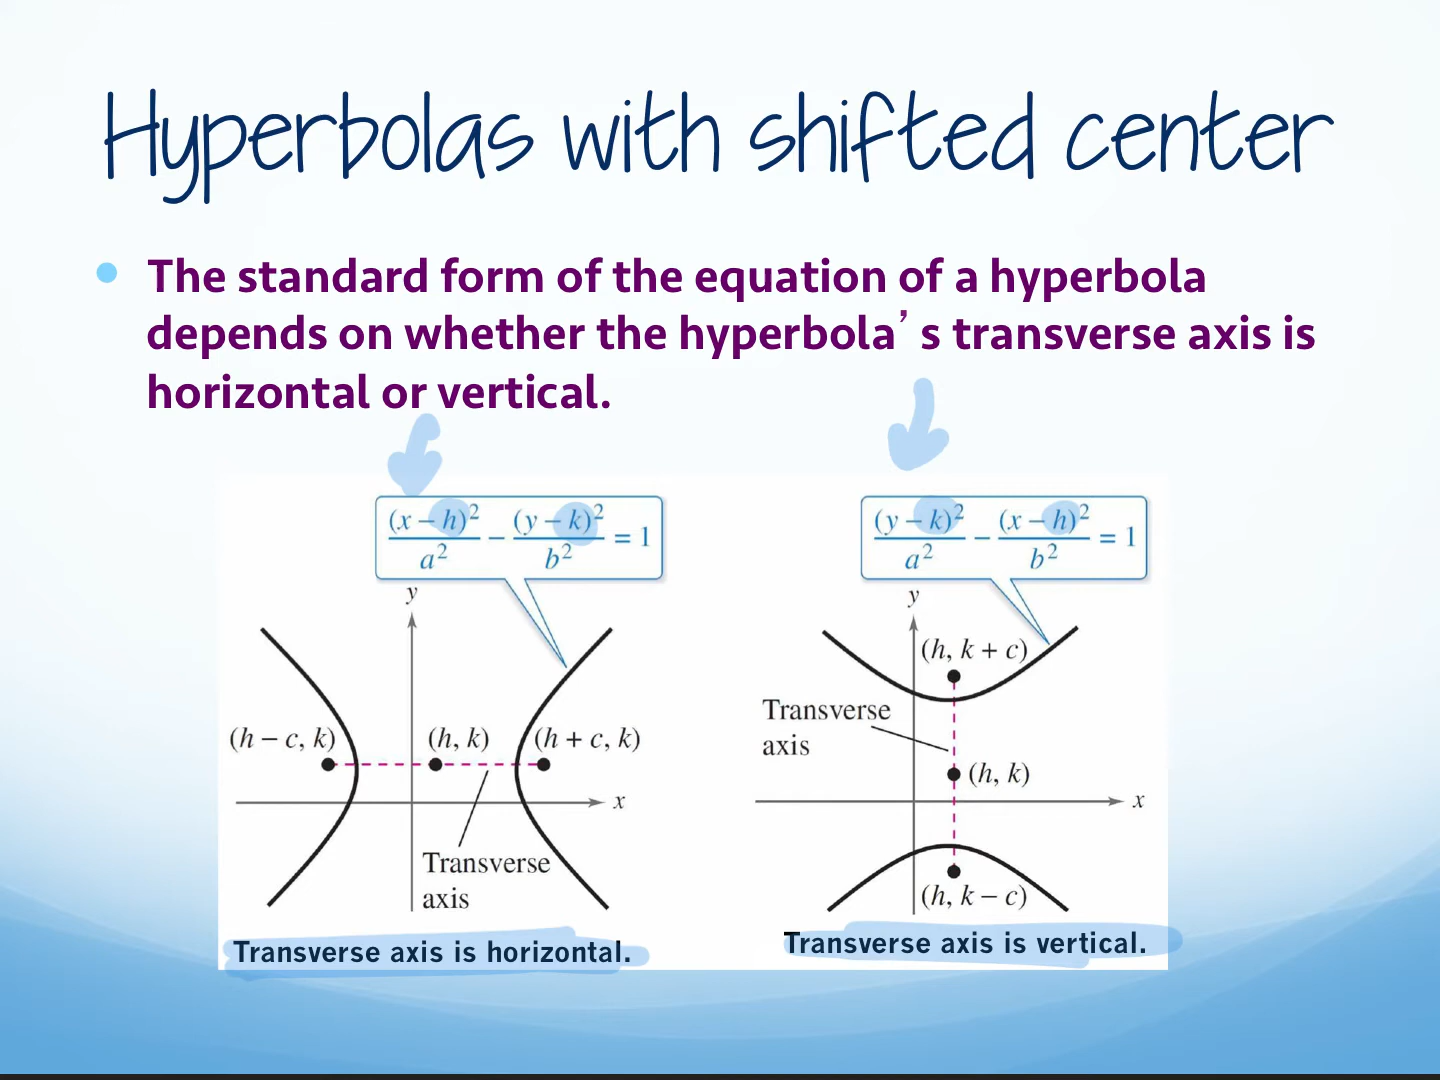 Hyperbolas with shifted center
The standard form of the equation of a hyperbola
depends on whether the hyperbola’s transverse axis is
horizontal or vertical.
(x − h)²/a² − (y − k)²/b² = 1
y
(h − c, k)
(h, k)
(h + c, k)
x
Transverse
axis
Transverse axis is horizontal.
(y − k)²/a² − (x − h)²/b² = 1
y
(h, k + c)
Transverse
axis
(h, k)
x
(h, k − c)
Transverse axis is vertical.